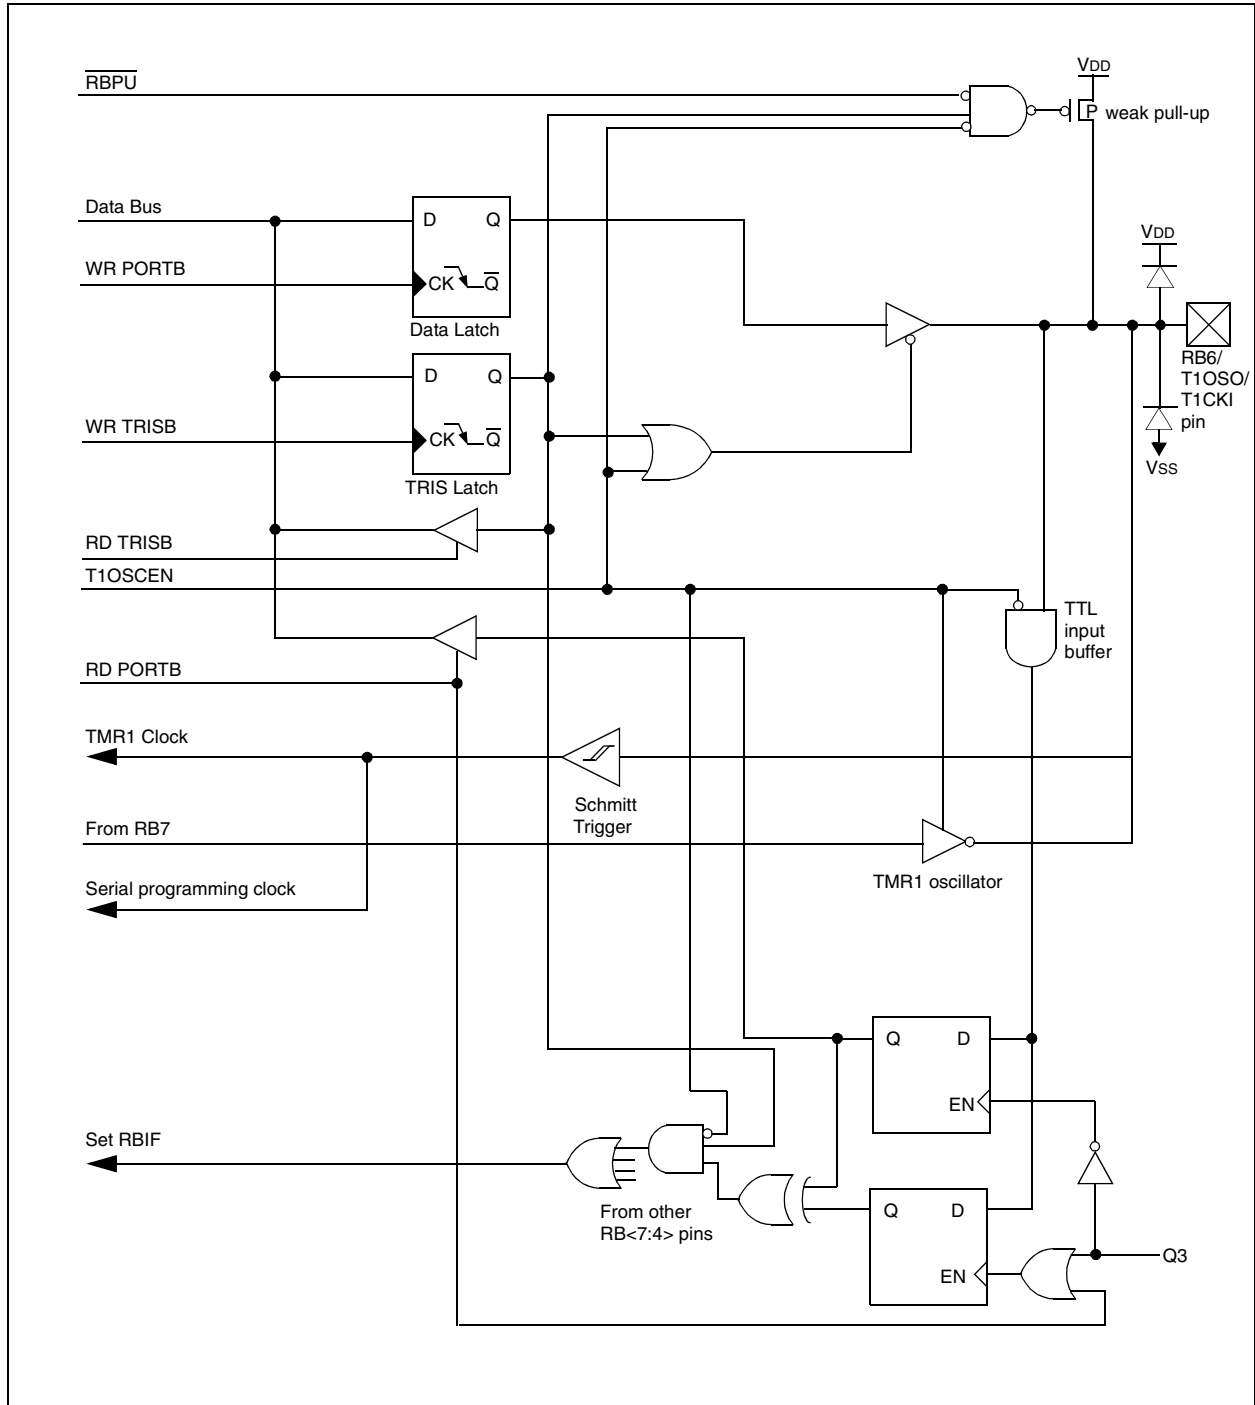 RBPU
VDD
P weak pull-up
Data Bus
D Q
VDD
WR PORTB
CK Q
Data Latch
D Q
RB6/
T1OSO/
T1CKI
pin
WR TRISB
CK Q
VSS
TRIS Latch
RD TRISB
T1OSCEN
TTL
input
buffer
RD PORTB
TMR1 Clock
Schmitt
Trigger
From RB7
TMR1 oscillator
Serial programming clock
Q D
EN
Set RBIF
From other
RB<7:4> pins
Q D
Q3
EN